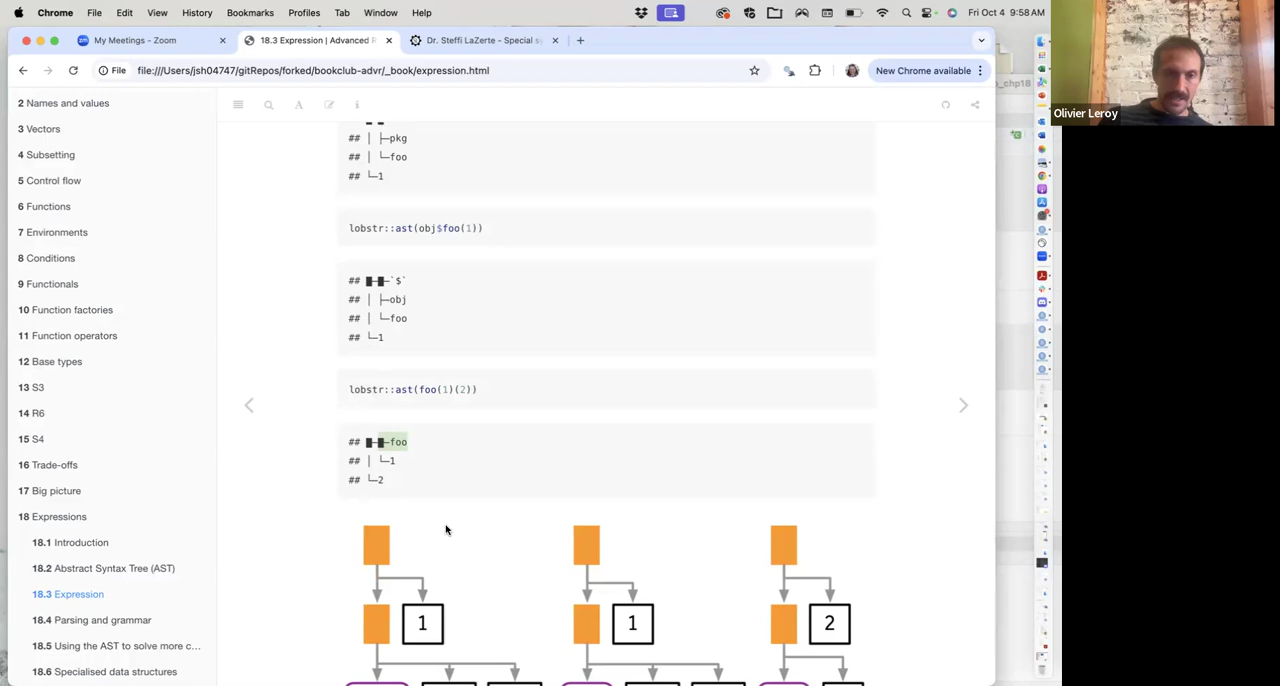 Chrome File Edit View History Bookmarks Profiles Tab Window Help Fri Oct 4 9:58 AM
My Meetings - Zoom 18.3 Expression | Advanced R Dr. Steffi LaZerte - Special s
File file:///Users/jsh04747/gitRepos/forked/bookclub-advr/_book/expression.html New Chrome available
Olivier Leroy
_chp18
2 Names and values
3 Vectors
4 Subsetting
5 Control flow
6 Functions
7 Environments
8 Conditions
9 Functionals
10 Function factories
11 Function operators
12 Base types
13 S3
14 R6
15 S4
16 Trade-offs
17 Big picture
18 Expressions
18.1 Introduction
18.2 Abstract Syntax Tree (AST)
18.3 Expression
18.4 Parsing and grammar
18.5 Using the AST to solve more c...
18.6 Specialised data structures
## │ ├─pkg
## │ └─foo
## └─1
lobstr::ast(obj$foo(1))
## █─█─`$`
## │ ├─obj
## │ └─foo
## └─1
lobstr::ast(foo(1)(2))
## █─█─foo
## │ └─1
## └─2
1 1 2